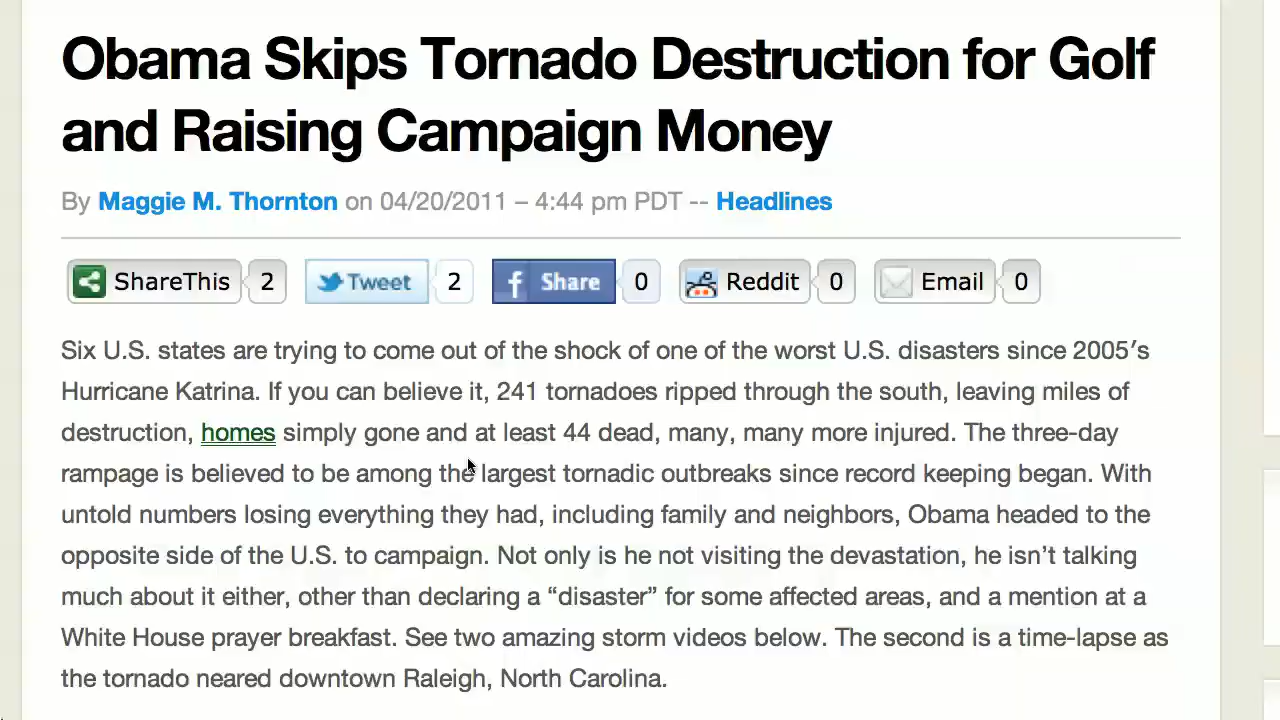 Obama Skips Tornado Destruction for Golf
and Raising Campaign Money
By Maggie M. Thornton on 04/20/2011 – 4:44 pm PDT -- Headlines
ShareThis 2 Tweet 2 Share 0 Reddit 0 Email 0
Six U.S. states are trying to come out of the shock of one of the worst U.S. disasters since 2005′s
Hurricane Katrina. If you can believe it, 241 tornadoes ripped through the south, leaving miles of
destruction, homes simply gone and at least 44 dead, many, many more injured. The three-day
rampage is believed to be among the largest tornadic outbreaks since record keeping began. With
untold numbers losing everything they had, including family and neighbors, Obama headed to the
opposite side of the U.S. to campaign. Not only is he not visiting the devastation, he isn’t talking
much about it either, other than declaring a “disaster” for some affected areas, and a mention at a
White House prayer breakfast. See two amazing storm videos below. The second is a time-lapse as
the tornado neared downtown Raleigh, North Carolina.